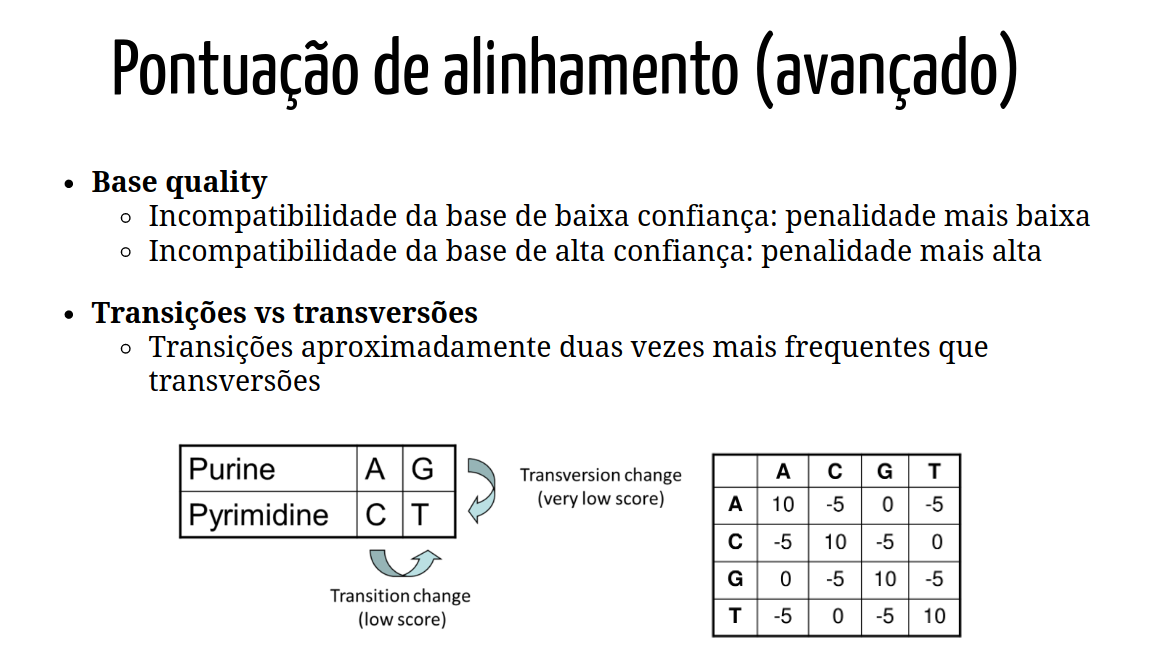 Pontuação de alinhamento (avançado)
• Base quality
○ Incompatibilidade da base de baixa confiança: penalidade mais baixa
○ Incompatibilidade da base de alta confiança: penalidade mais alta
• Transições vs transversões
○ Transições aproximadamente duas vezes mais frequentes que
transversões
Purine A G
Pyrimidine C T
Transversion change
(very low score)
Transition change
(low score)
A C G T
A 10 -5 0 -5
C -5 10 -5 0
G 0 -5 10 -5
T -5 0 -5 10